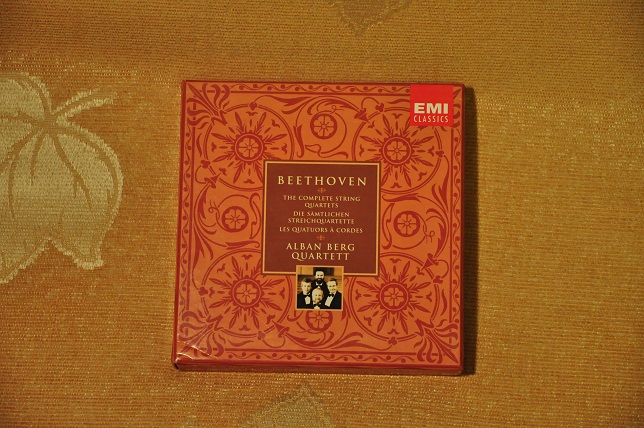 EMI
CLASSICS
BEETHOVEN
THE COMPLETE STRING
QUARTETS
DIE SÄMTLICHEN
STREICHQUARTETTE
LES QUATUORS À CORDES
ALBAN BERG
QUARTETT